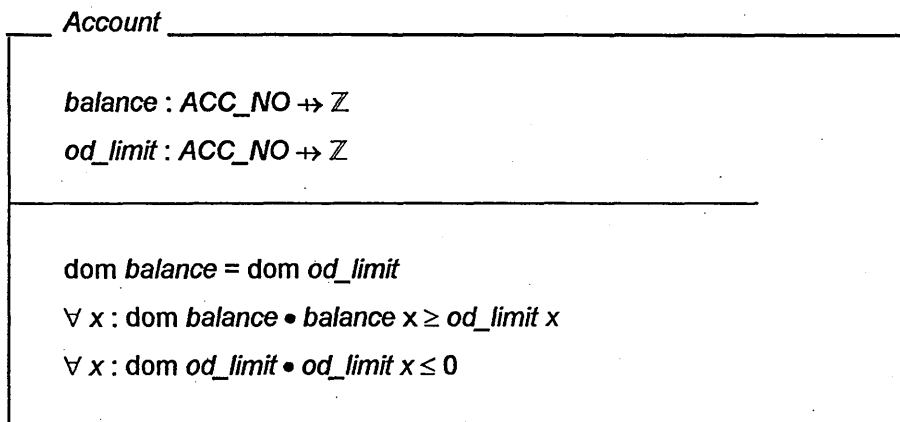 Account
balance : ACC_NO ⇸ ℤ
od_limit : ACC_NO ⇸ ℤ
dom balance = dom od_limit
∀ x : dom balance • balance x ≥ od_limit x
∀ x : dom od_limit • od_limit x ≤ 0